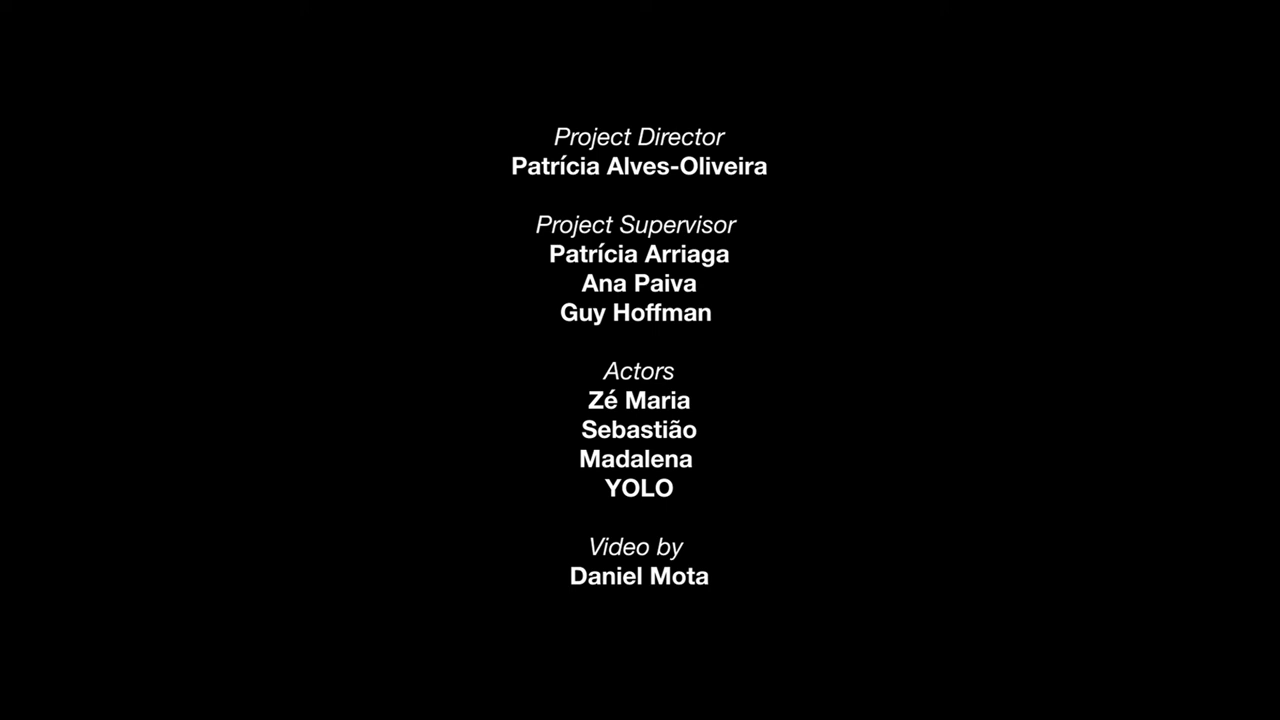 Project Director
Patrícia Alves-Oliveira
Project Supervisor
Patrícia Arriaga
Ana Paiva
Guy Hoffman
Actors
Zé Maria
Sebastião
Madalena
YOLO
Video by
Daniel Mota